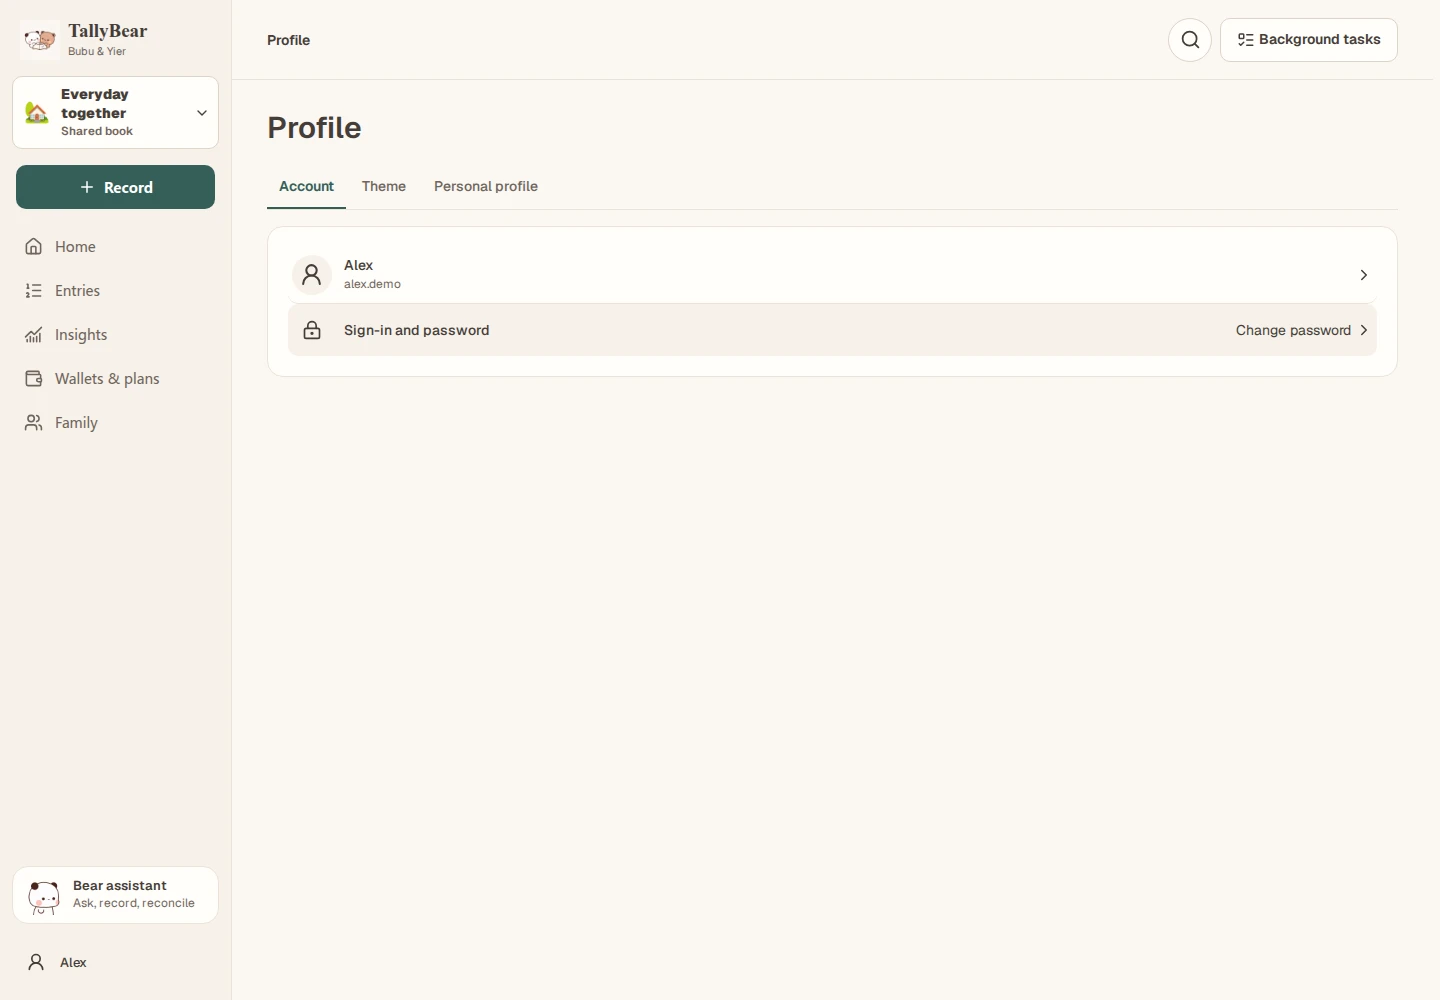 TallyBear
Bubu & Yier
Everyday
together
Shared book
Record
Home
Entries
Insights
Wallets & plans
Family
Bear assistant
Ask, record, reconcile
Alex
Profile
Background tasks
Profile
Account
Theme
Personal profile
Alex
alex.demo
Sign-in and password
Change password